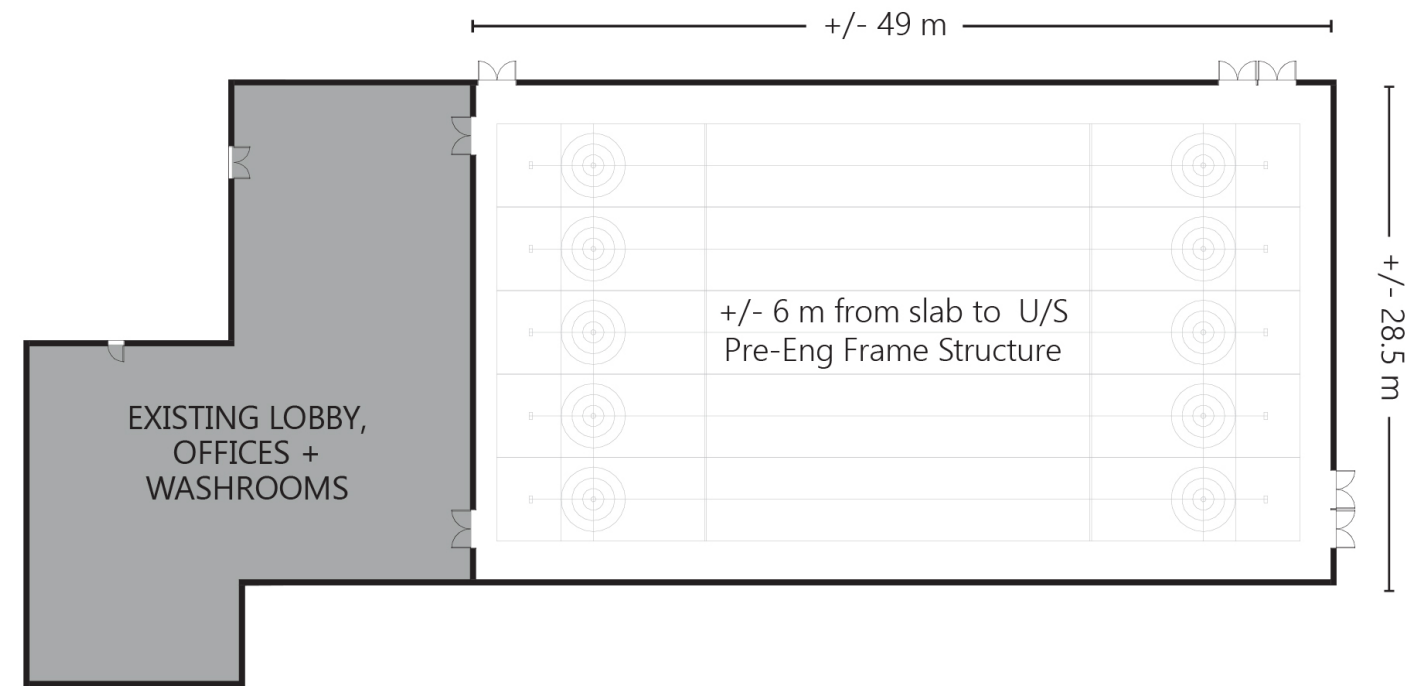 +/- 49 m
+/- 28.5 m
+/- 6 m from slab to U/S
Pre-Eng Frame Structure
EXISTING LOBBY,
OFFICES +
WASHROOMS